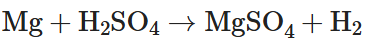 Mg + H₂SO₄ → MgSO₄ + H₂